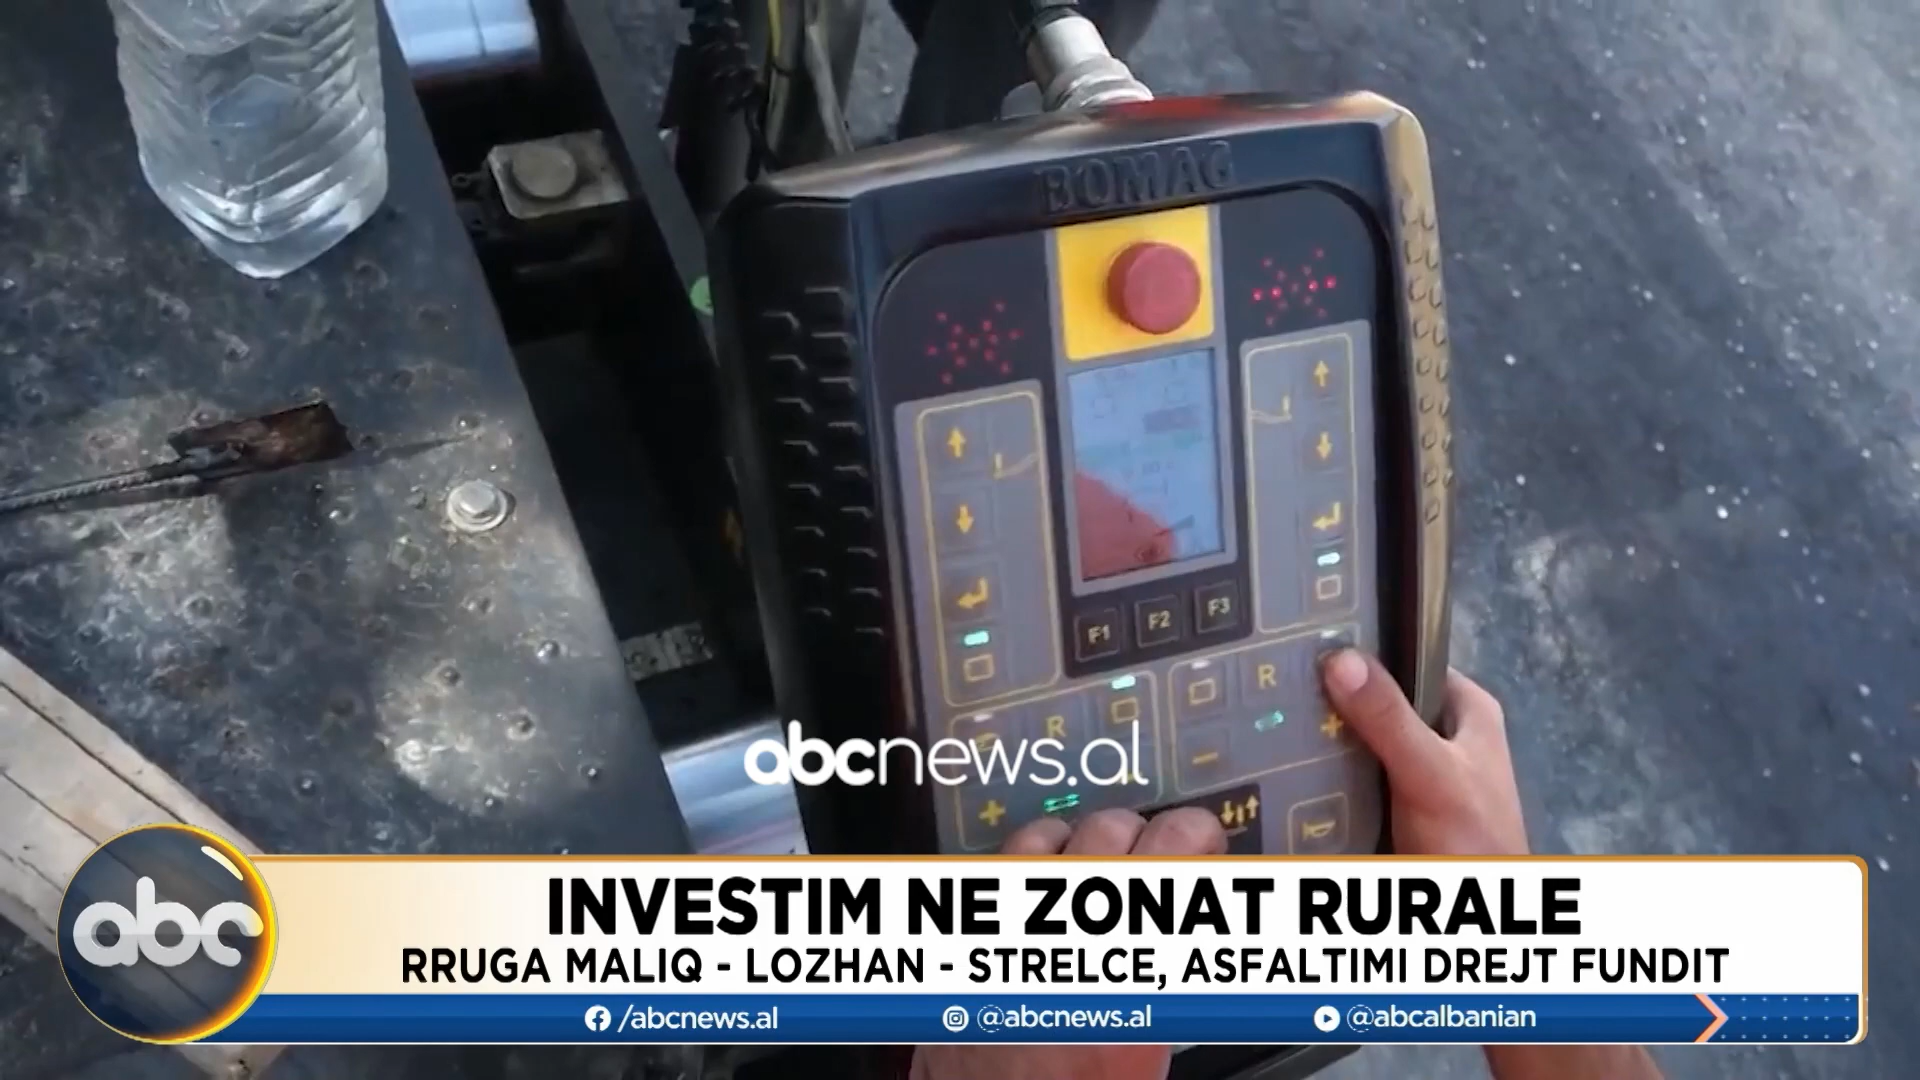 BOMAG
F1 F2 F3
R
R
abcnews.al
abc
INVESTIM NE ZONAT RURALE
RRUGA MALIQ - LOZHAN - STRELCE, ASFALTIMI DREJT FUNDIT
/abcnews.al @abcnews.al @abcalbanian